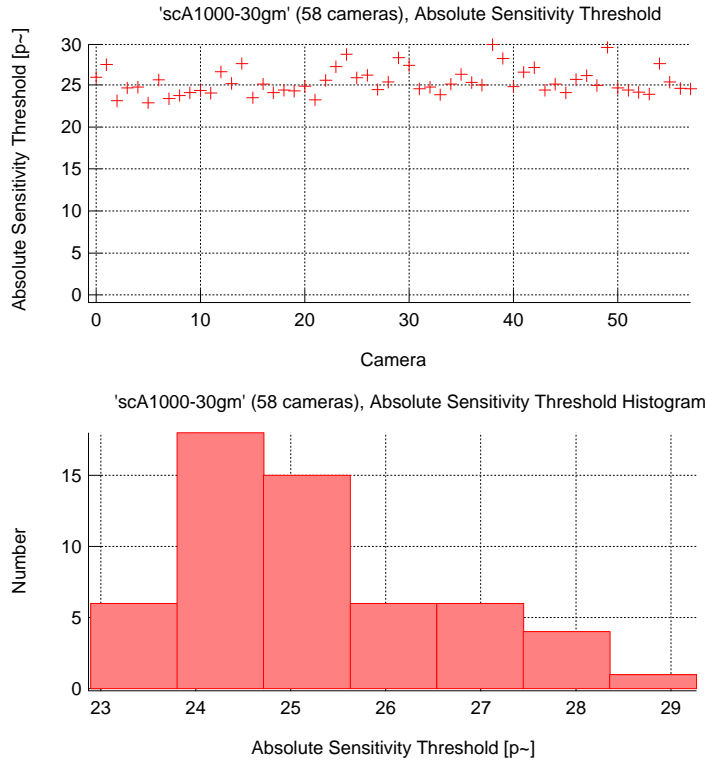 'scA1000-30gm' (58 cameras), Absolute Sensitivity Threshold
Absolute Sensitivity Threshold [p~]
30
25
20
15
10
5
0
0 10 20 30 40 50
Camera
'scA1000-30gm' (58 cameras), Absolute Sensitivity Threshold Histogram
Number
15
10
5
0
23 24 25 26 27 28 29
Absolute Sensitivity Threshold [p~]